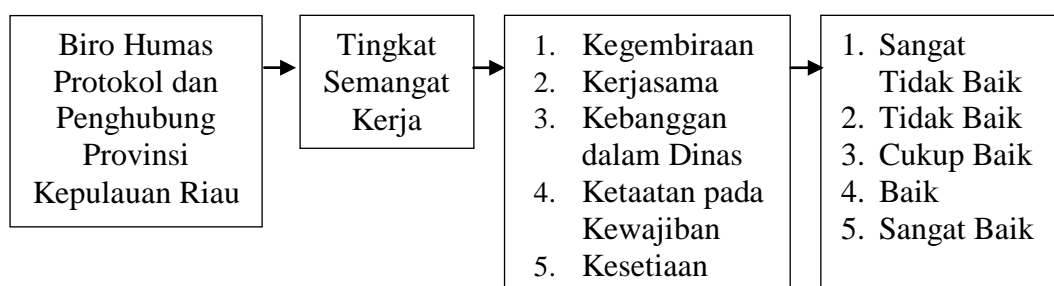 Biro Humas
Protokol dan
Penghubung
Provinsi
Kepulauan Riau
Tingkat
Semangat
Kerja
1. Kegembiraan
2. Kerjasama
3. Kebanggan
dalam Dinas
4. Ketaatan pada
Kewajiban
5. Kesetiaan
1. Sangat
Tidak Baik
2. Tidak Baik
3. Cukup Baik
4. Baik
5. Sangat Baik